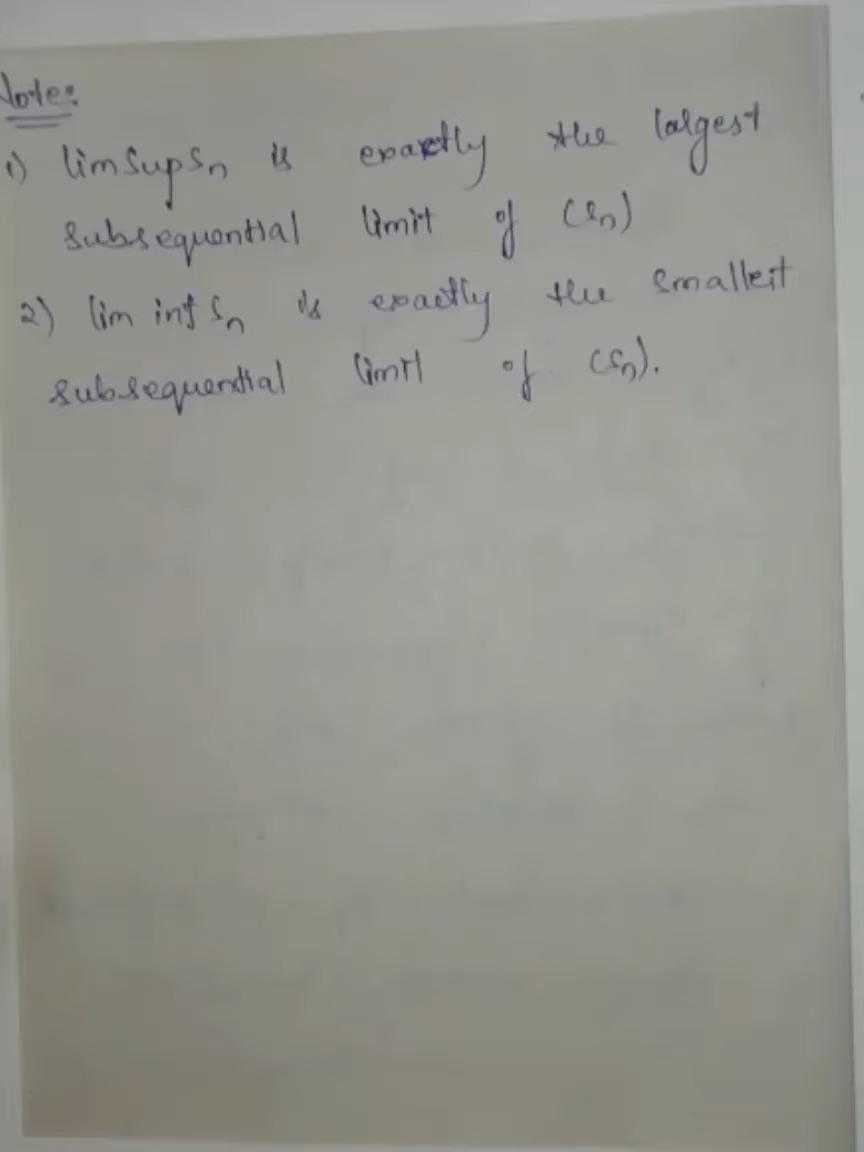 Note:
1) lim sup sn is exactly the largest
subsequential limit of (sn)
2) lim inf sn is exactly the smallest
subsequential limit of (sn).